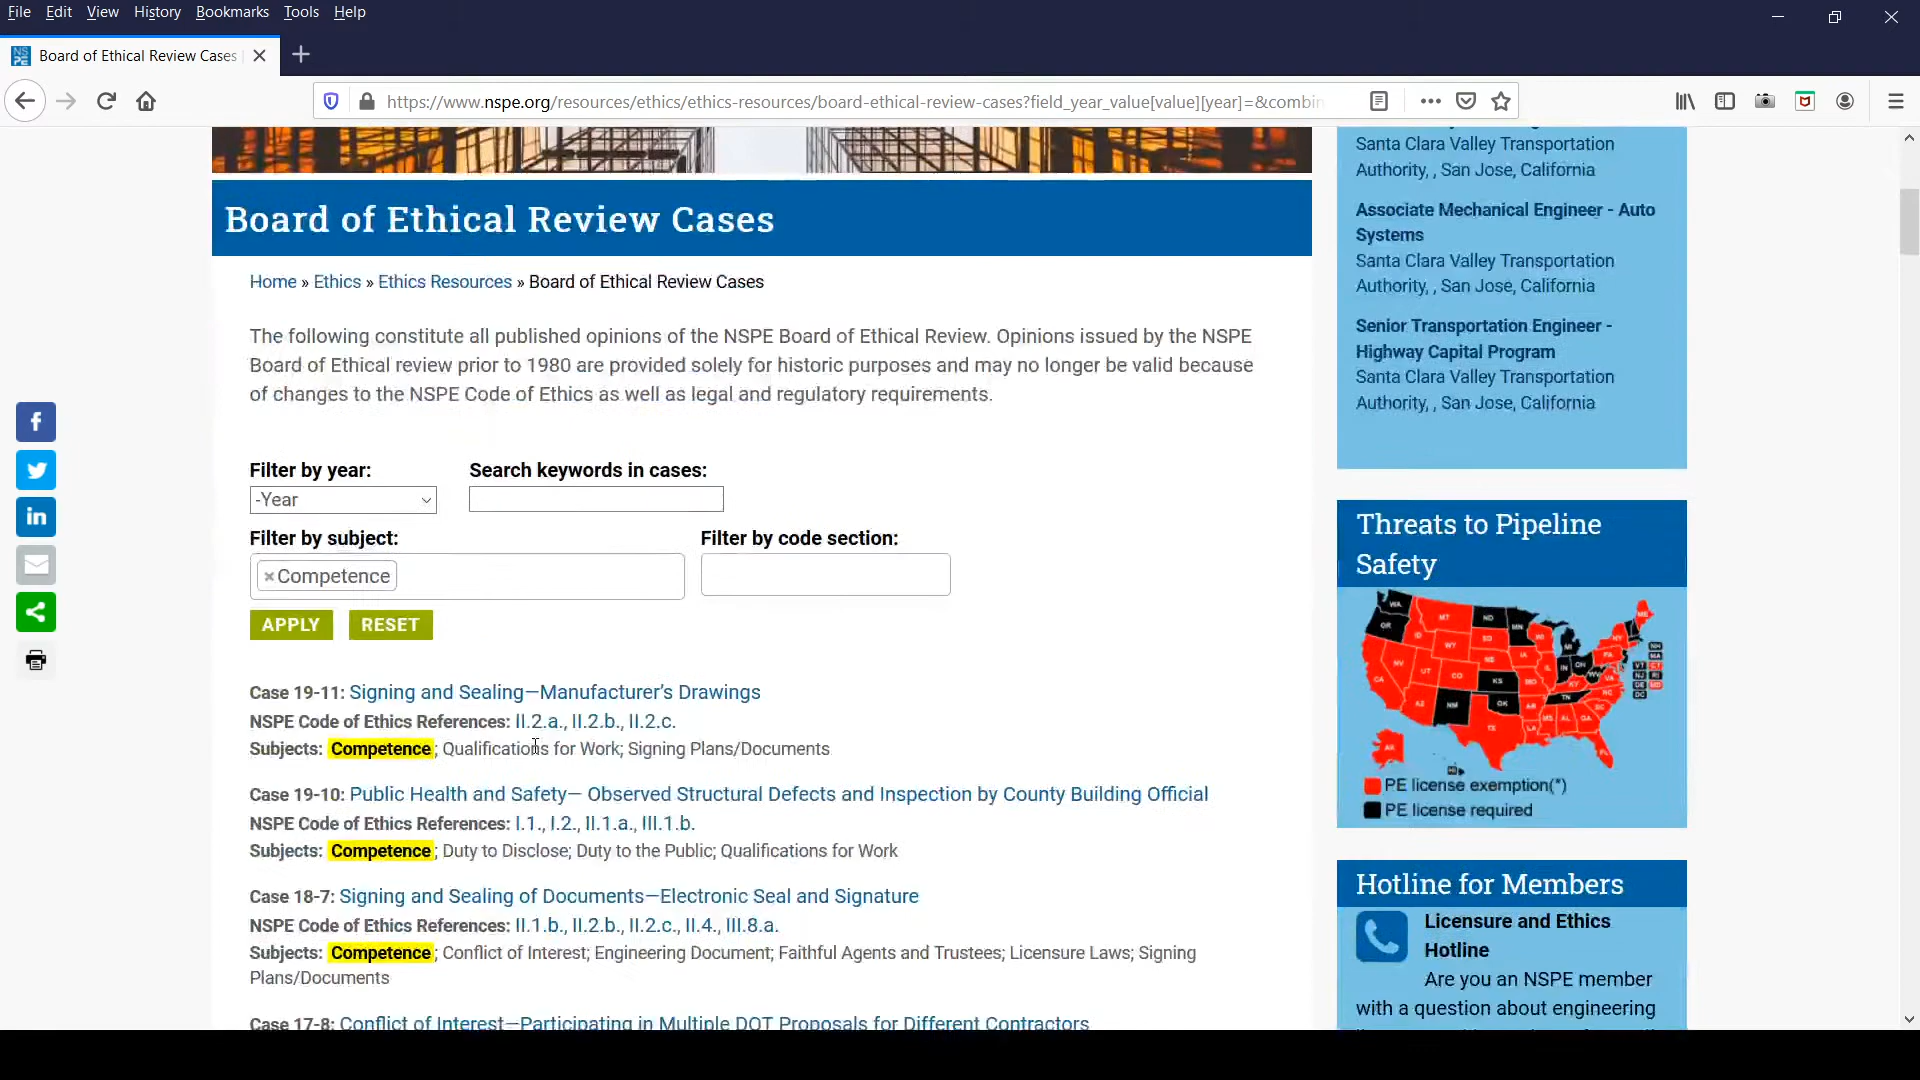 File Edit View History Bookmarks Tools Help
Board of Ethical Review Cases
https://www.nspe.org/resources/ethics/ethics-resources/board-ethical-review-cases?field_year_value[value][year]=&combin
Board of Ethical Review Cases
Home » Ethics » Ethics Resources » Board of Ethical Review Cases
The following constitute all published opinions of the NSPE Board of Ethical Review. Opinions issued by the NSPE
Board of Ethical review prior to 1980 are provided solely for historic purposes and may no longer be valid because
of changes to the NSPE Code of Ethics as well as legal and regulatory requirements.
Filter by year:
-Year
Search keywords in cases:
Filter by subject:
×Competence
Filter by code section:
APPLY RESET
Case 19-11: Signing and Sealing—Manufacturer's Drawings
NSPE Code of Ethics References: II.2.a., II.2.b., II.2.c.
Subjects: Competence; Qualifications for Work; Signing Plans/Documents
Case 19-10: Public Health and Safety— Observed Structural Defects and Inspection by County Building Official
NSPE Code of Ethics References: I.1., I.2., II.1.a., III.1.b.
Subjects: Competence; Duty to Disclose; Duty to the Public; Qualifications for Work
Case 18-7: Signing and Sealing of Documents—Electronic Seal and Signature
NSPE Code of Ethics References: II.1.b., II.2.b., II.2.c., II.4., III.8.a.
Subjects: Competence; Conflict of Interest; Engineering Document; Faithful Agents and Trustees; Licensure Laws; Signing
Plans/Documents
Case 17-8: Conflict of Interest—Participating in Multiple DOT Proposals for Different Contractors
Santa Clara Valley Transportation
Authority, , San Jose, California
Associate Mechanical Engineer - Auto
Systems
Santa Clara Valley Transportation
Authority, , San Jose, California
Senior Transportation Engineer -
Highway Capital Program
Santa Clara Valley Transportation
Authority, , San Jose, California
Threats to Pipeline
Safety
PE license exemption(*)
PE license required
Hotline for Members
Licensure and Ethics
Hotline
Are you an NSPE member
with a question about engineering